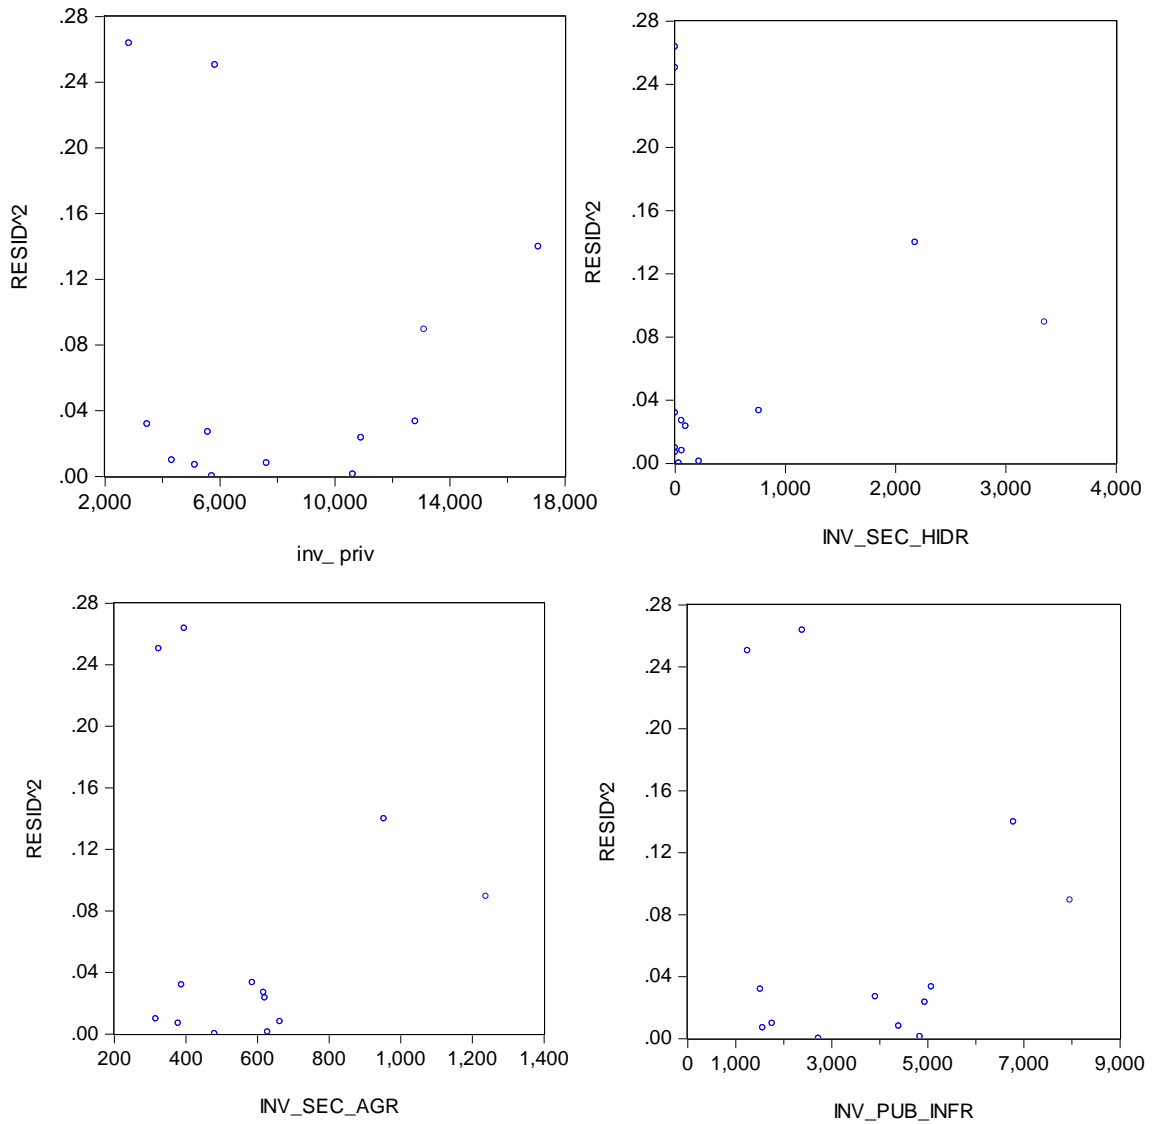 .28
.24
.20
.16
.12
.08
.04
.00
RESID^2
2,000 6,000 10,000 14,000 18,000
inv_ priv
.28
.24
.20
.16
.12
.08
.04
.00
RESID^2
0 1,000 2,000 3,000 4,000
INV_SEC_HIDR
.28
.24
.20
.16
.12
.08
.04
.00
RESID^2
200 400 600 800 1,000 1,200 1,400
INV_SEC_AGR
.28
.24
.20
.16
.12
.08
.04
.00
RESID^2
0 1,000 3,000 5,000 7,000 9,000
INV_PUB_INFR